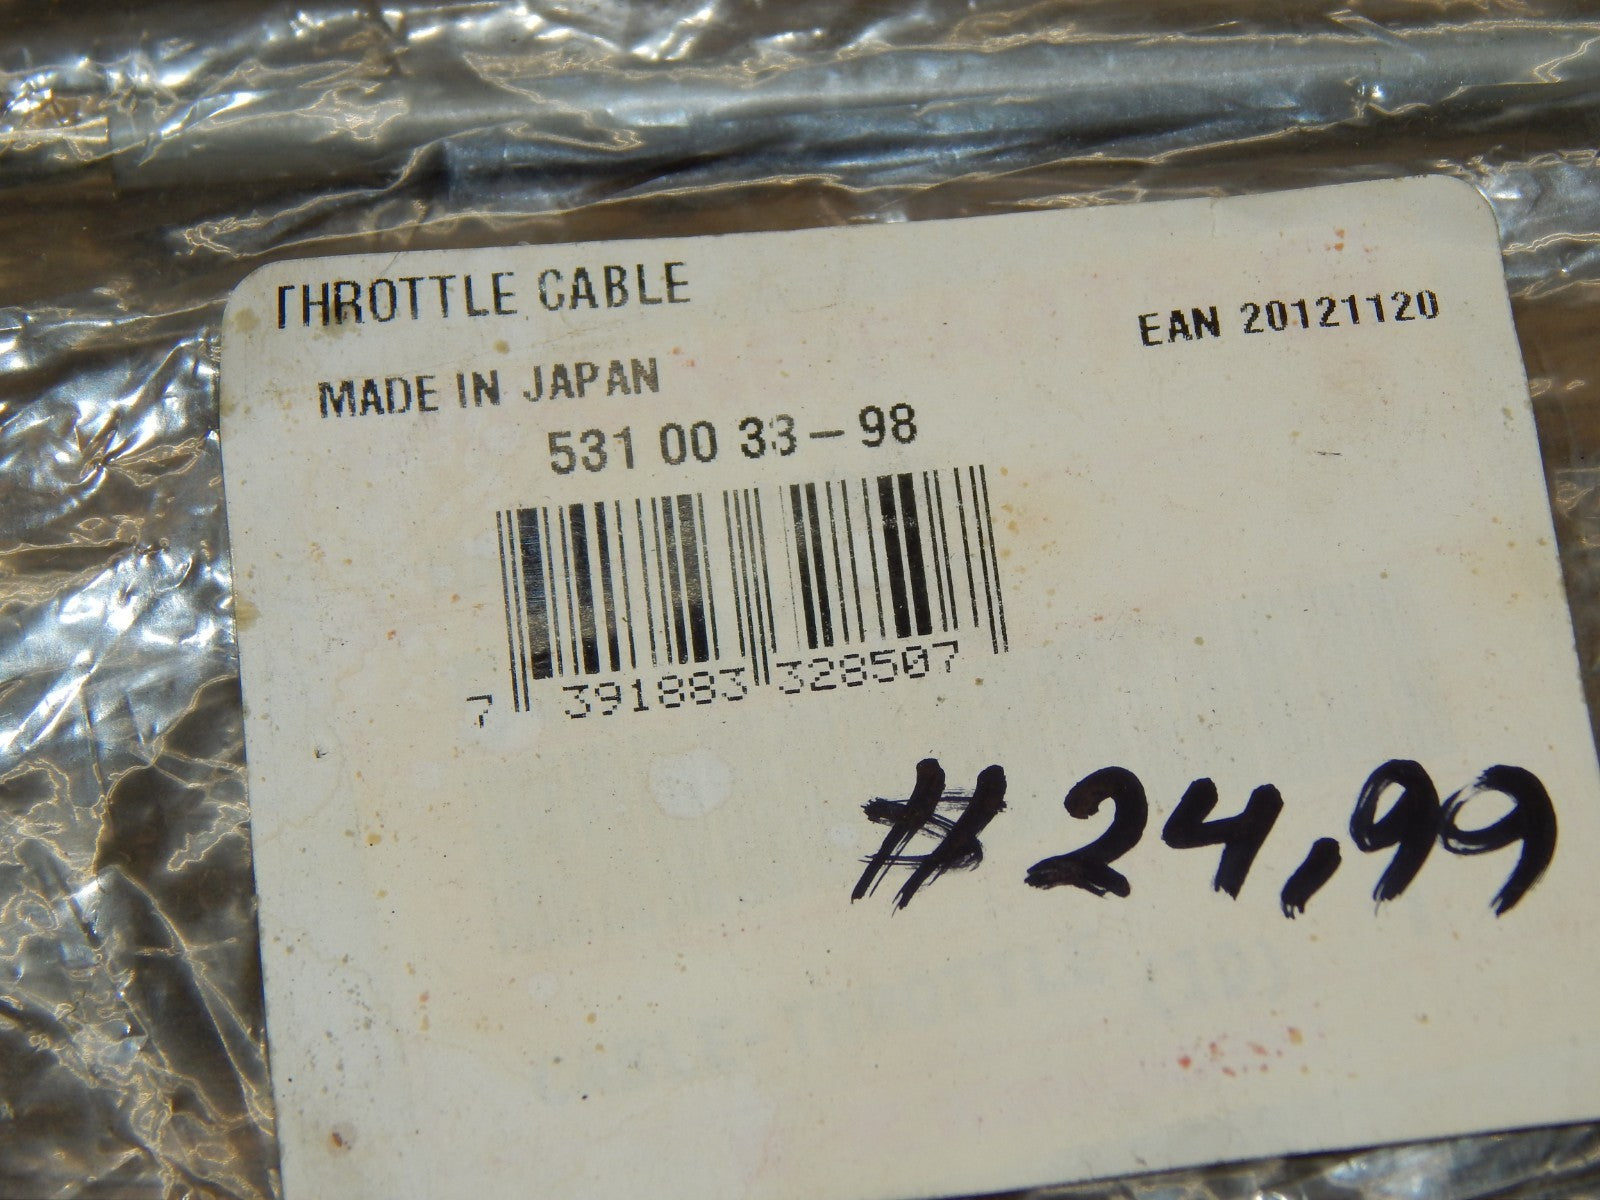 THROTTLE CABLE
EAN 20121120
MADE IN JAPAN
531 00 33-98
7 391883 328507
# 24,99